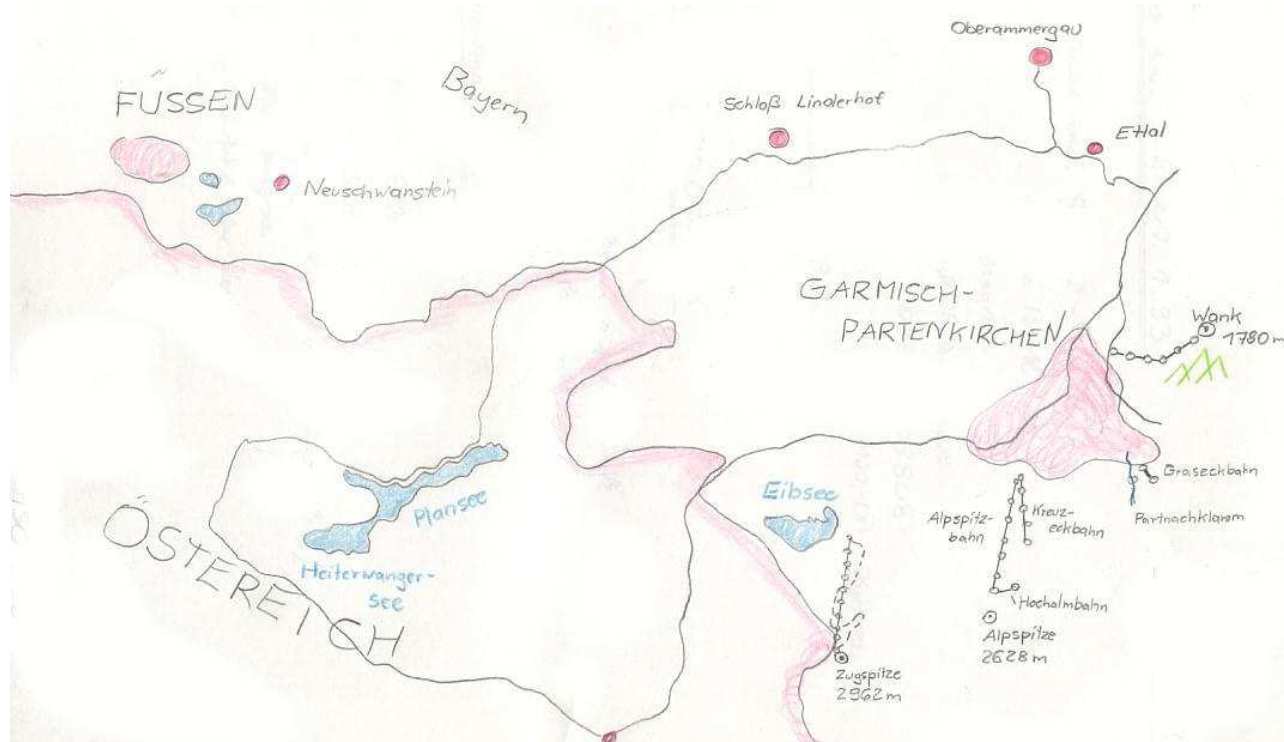 Oberammergau
Bayern
FÜSSEN
Schloß Linderhof
Ettal
Neuschwanstein
GARMISCH-
PARTENKIRCHEN
Wank
1780 m
Eibsee
Plansee
Graseckbahn
Alpspitz-
bahn
Kreuz-
eckbahn
Partnachklamm
ÖSTEREICH
Heiterwanger-
see
Hochalmbahn
Alpspitze
2628 m
Zugspitze
2962 m